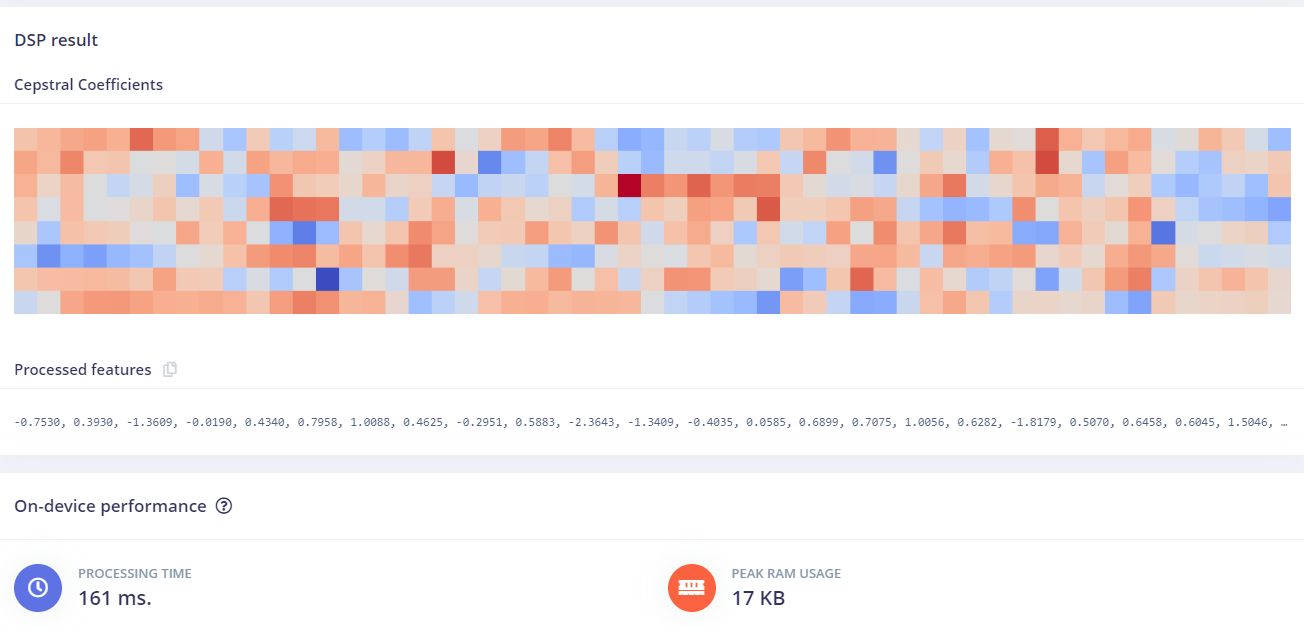 DSP result
Cepstral Coefficients
Processed features
-0.7530, 0.3930, -1.3609, -0.0190, 0.4340, 0.7958, 1.0088, 0.4625, -0.2951, 0.5883, -2.3643, -1.3409, -0.4035, 0.0585, 0.6899, 0.7075, 1.0056, 0.6282, -1.8179, 0.5070, 0.6458, 0.6045, 1.5046, …
On-device performance ?
PROCESSING TIME
161 ms.
PEAK RAM USAGE
17 KB